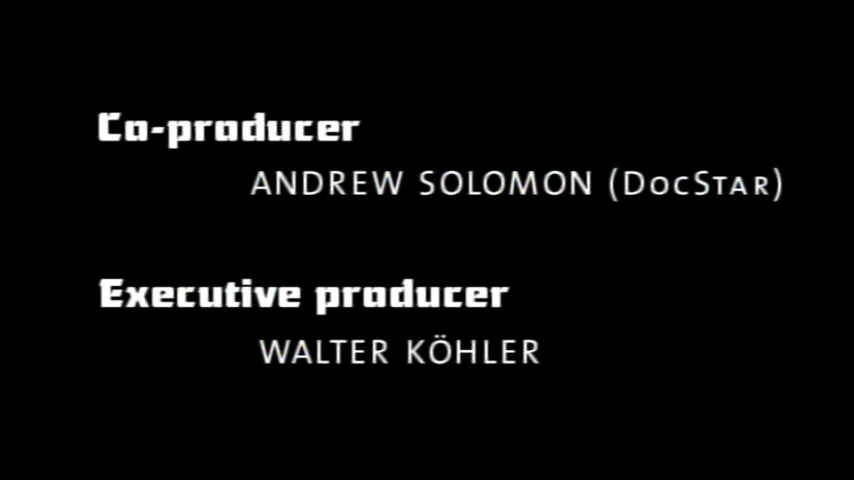 Co-producer
ANDREW SOLOMON (DOCSTAR)
Executive producer
WALTER KÖHLER